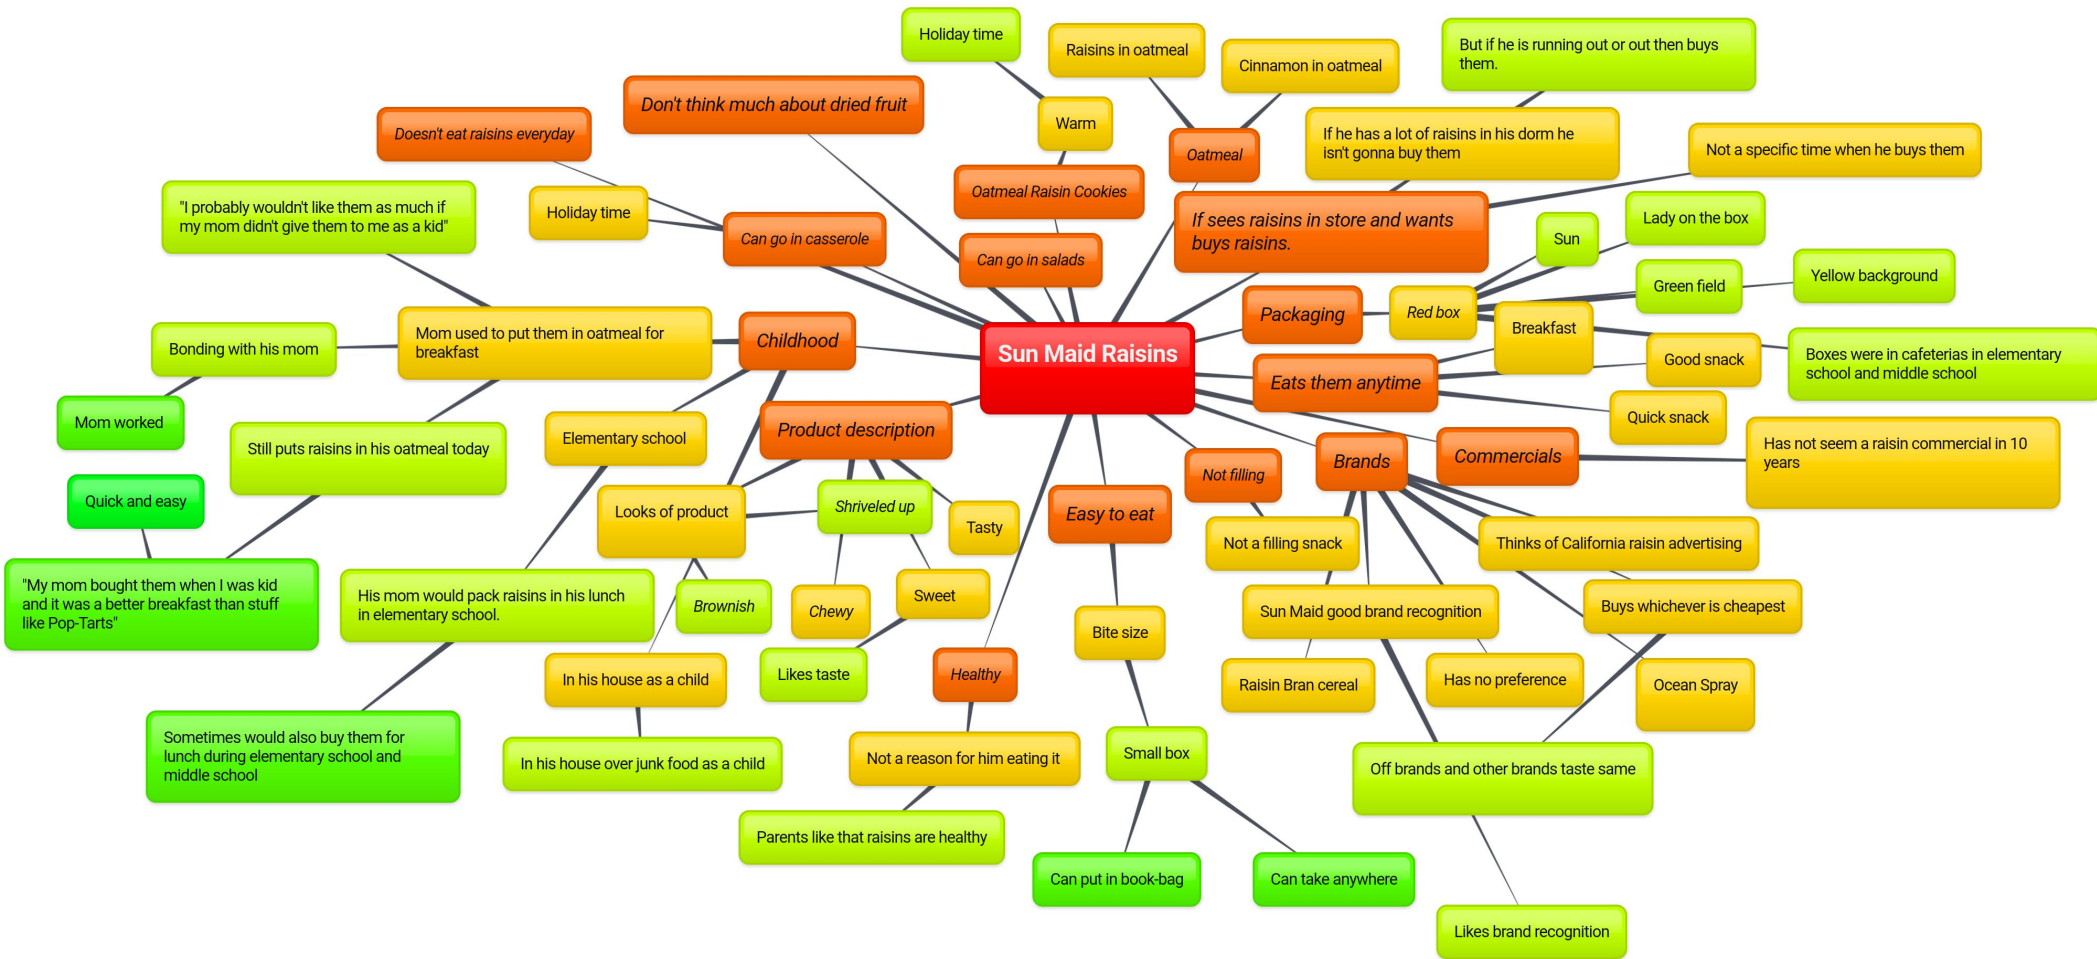 Holiday time
Raisins in oatmeal
Cinnamon in oatmeal
But if he is running out or out then buys
them.
Don't think much about dried fruit
Doesn't eat raisins everyday
Warm
Oatmeal
If he has a lot of raisins in his dorm he
isn't gonna buy them
Not a specific time when he buys them
"I probably wouldn't like them as much if
my mom didn't give them to me as a kid"
Holiday time
Oatmeal Raisin Cookies
If sees raisins in store and wants
buys raisins.
Lady on the box
Sun
Can go in casserole
Can go in salads
Green field
Yellow background
Packaging
Red box
Breakfast
Mom used to put them in oatmeal for
breakfast
Childhood
Sun Maid Raisins
Bonding with his mom
Good snack
Boxes were in cafeterias in elementary
school and middle school
Eats them anytime
Quick snack
Mom worked
Still puts raisins in his oatmeal today
Elementary school
Product description
Not filling
Brands
Commercials
Has not seem a raisin commercial in 10
years
Quick and easy
Looks of product
Shriveled up
Tasty
Easy to eat
Not a filling snack
Thinks of California raisin advertising
"My mom bought them when I was kid
and it was a better breakfast than stuff
like Pop-Tarts"
His mom would pack raisins in his lunch
in elementary school.
Brownish
Chewy
Sweet
Bite size
Sun Maid good brand recognition
Buys whichever is cheapest
In his house as a child
Likes taste
Healthy
Raisin Bran cereal
Has no preference
Ocean Spray
Sometimes would also buy them for
lunch during elementary school and
middle school
In his house over junk food as a child
Not a reason for him eating it
Small box
Off brands and other brands taste same
Parents like that raisins are healthy
Can put in book-bag
Can take anywhere
Likes brand recognition